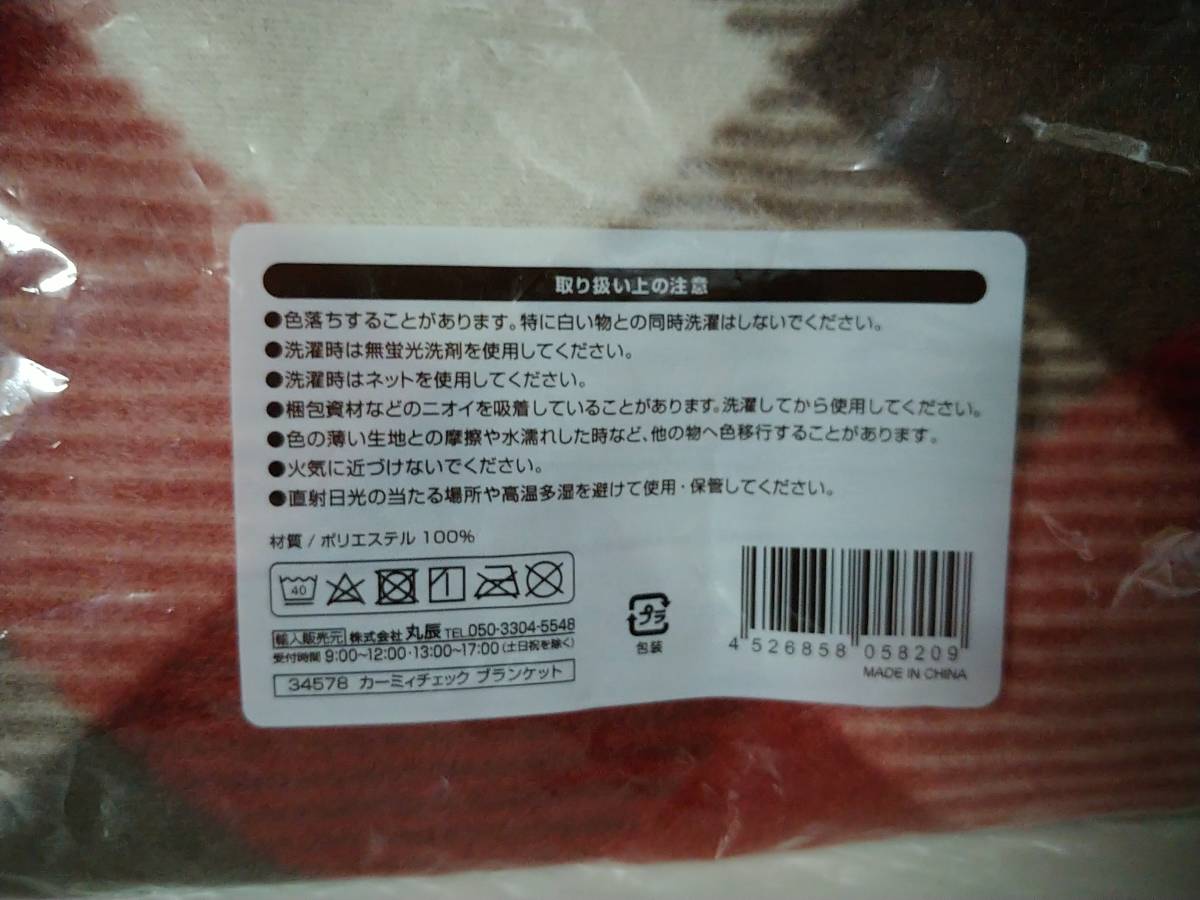 取り扱い上の注意
●色落ちすることがあります。特に白い物との同時洗濯はしないでください。
●洗濯時は無蛍光洗剤を使用してください。
●洗濯時はネットを使用してください。
●梱包資材などのニオイを吸着していることがあります。洗濯してから使用してください。
●色の薄い生地との摩擦や水濡れした時など、他の物へ色移行することがあります。
●火気に近づけないでください。
●直射日光の当たる場所や高温多湿を避けて使用・保管してください。
材質 / ポリエステル 100%
40
輸入販売元 株式会社 丸辰 TEL 050-3304-5548
受付時間 9:00~12:00・13:00~17:00 (土日祝を除く)
34578 カーミィチェック ブランケット
プラ
包装
4 526858 058209
MADE IN CHINA